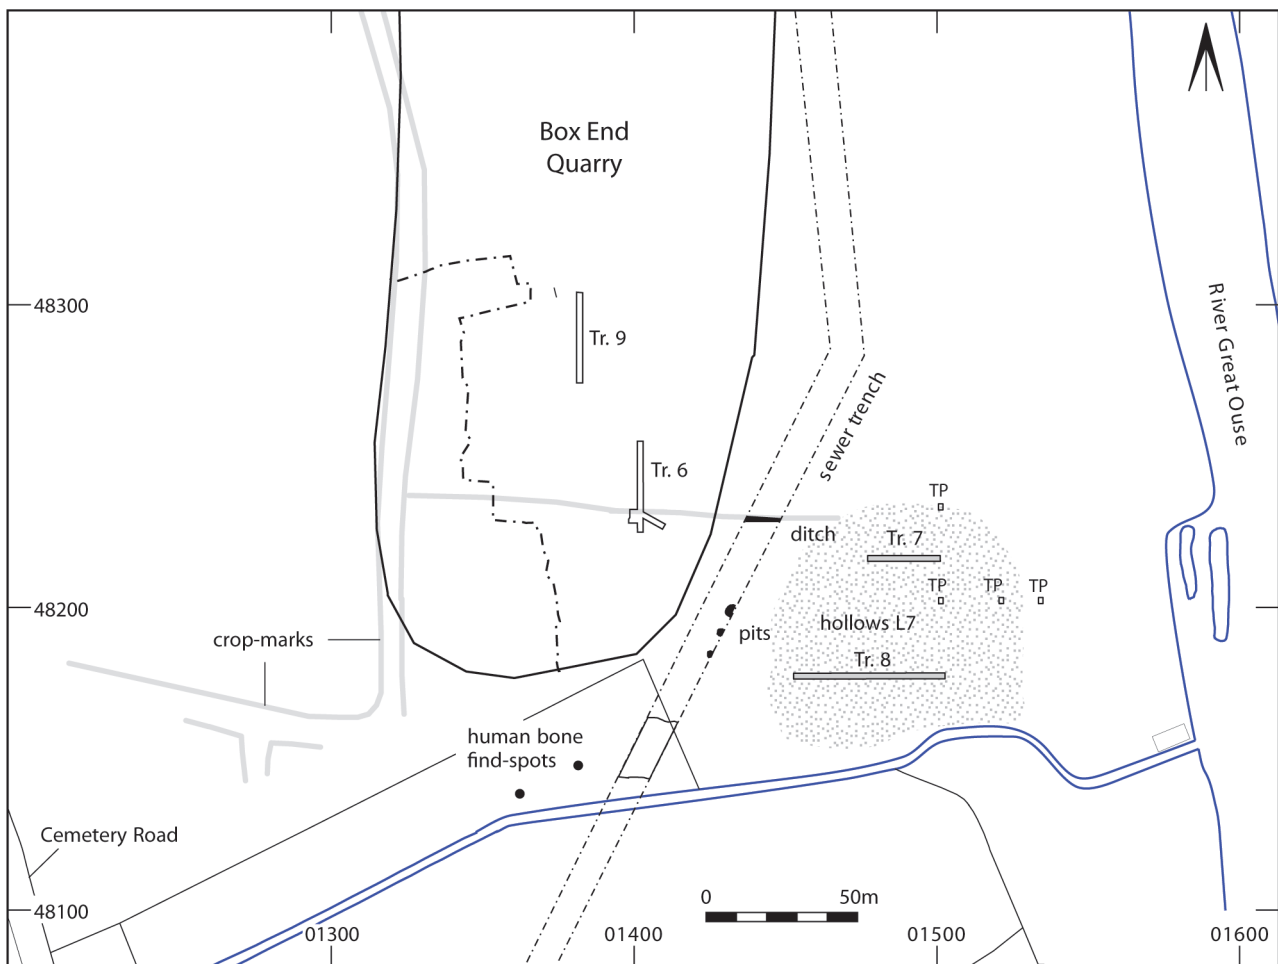 Box End
Quarry
48300
Tr. 9
River Great Ouse
sewer trench
Tr. 6
TP
ditch
Tr. 7
TP
TP
TP
48200
hollows L7
pits
crop-marks
Tr. 8
human bone
find-spots
Cemetery Road
0
50m
48100
01300
01400
01500
01600